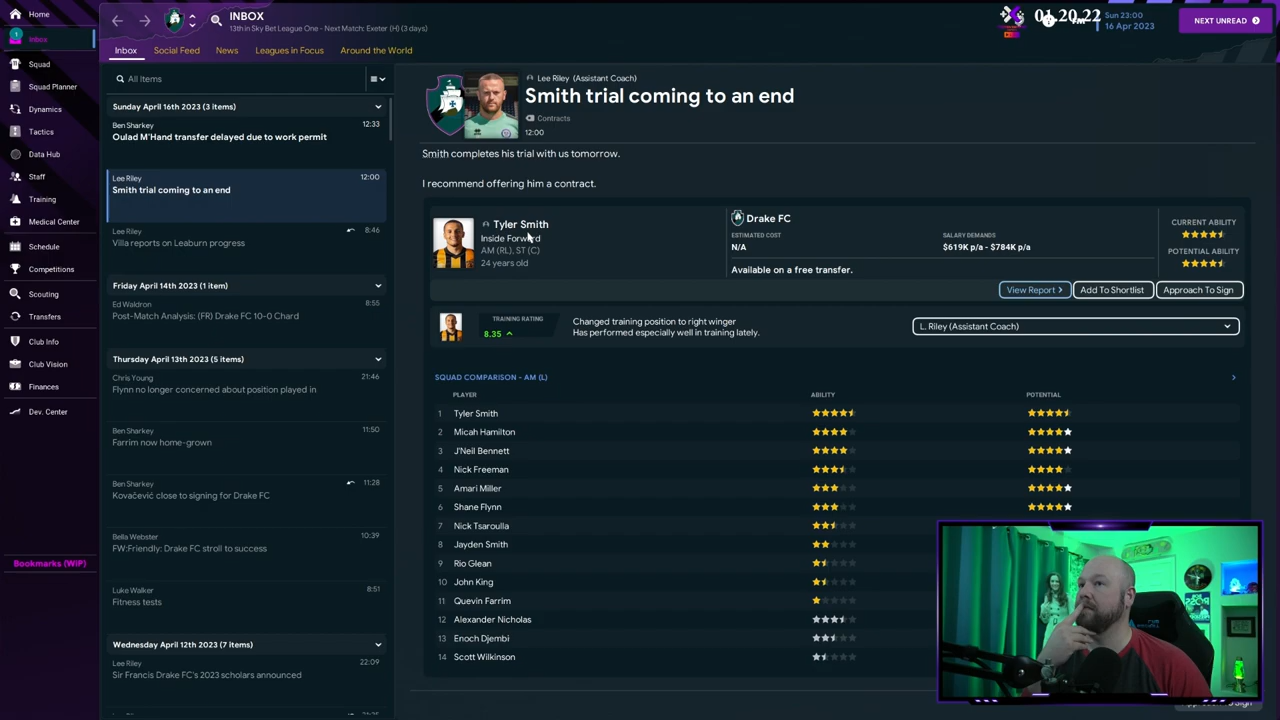 Home
INBOX
13th in Sky Bet League One - Next Match: Exeter (H) (3 days)
01.20.22
Sun 23:00
16 Apr 2023
NEXT UNREAD
1
Inbox
Squad
Squad Planner
Dynamics
Tactics
Data Hub
Staff
Training
Medical Center
Schedule
Competitions
Scouting
Transfers
Club Info
Club Vision
Finances
Dev. Center
Bookmarks (WiP)
Inbox
Social Feed
News
Leagues in Focus
Around the World
All Items
Sunday April 16th 2023 (3 items)
Ben Sharkey
12:33
Oulad M'Hand transfer delayed due to work permit
Lee Riley
12:00
Smith trial coming to an end
Lee Riley
8:46
Villa reports on Leaburn progress
Friday April 14th 2023 (1 item)
Ed Waldron
8:55
Post-Match Analysis: (FR) Drake FC 10-0 Chard
Thursday April 13th 2023 (5 items)
Chris Young
21:46
Flynn no longer concerned about position played in
Ben Sharkey
11:50
Farrim now home-grown
Ben Sharkey
11:28
Kovačević close to signing for Drake FC
Bella Webster
10:39
FW:Friendly: Drake FC stroll to success
Luke Walker
8:51
Fitness tests
Wednesday April 12th 2023 (7 items)
Lee Riley
22:09
Sir Francis Drake FC's 2023 scholars announced
Lee Riley (Assistant Coach)
Smith trial coming to an end
Contracts
12:00
Smith completes his trial with us tomorrow.
I recommend offering him a contract.
Tyler Smith
Inside Forward
AM (RL), ST (C)
24 years old
Drake FC
ESTIMATED COST
N/A
SALARY DEMANDS
$619K p/a - $784K p/a
Available on a free transfer.
CURRENT ABILITY
POTENTIAL ABILITY
View Report
Add To Shortlist
Approach To Sign
TRAINING RATING
8.35
Changed training position to right winger
Has performed especially well in training lately.
L. Riley (Assistant Coach)
SQUAD COMPARISON - AM (L)
PLAYER
ABILITY
POTENTIAL
1 Tyler Smith
2 Micah Hamilton
3 J'Neil Bennett
4 Nick Freeman
5 Amari Miller
6 Shane Flynn
7 Nick Tsaroulla
8 Jayden Smith
9 Rio Glean
10 John King
11 Quevin Farrim
12 Alexander Nicholas
13 Enoch Djembi
14 Scott Wilkinson